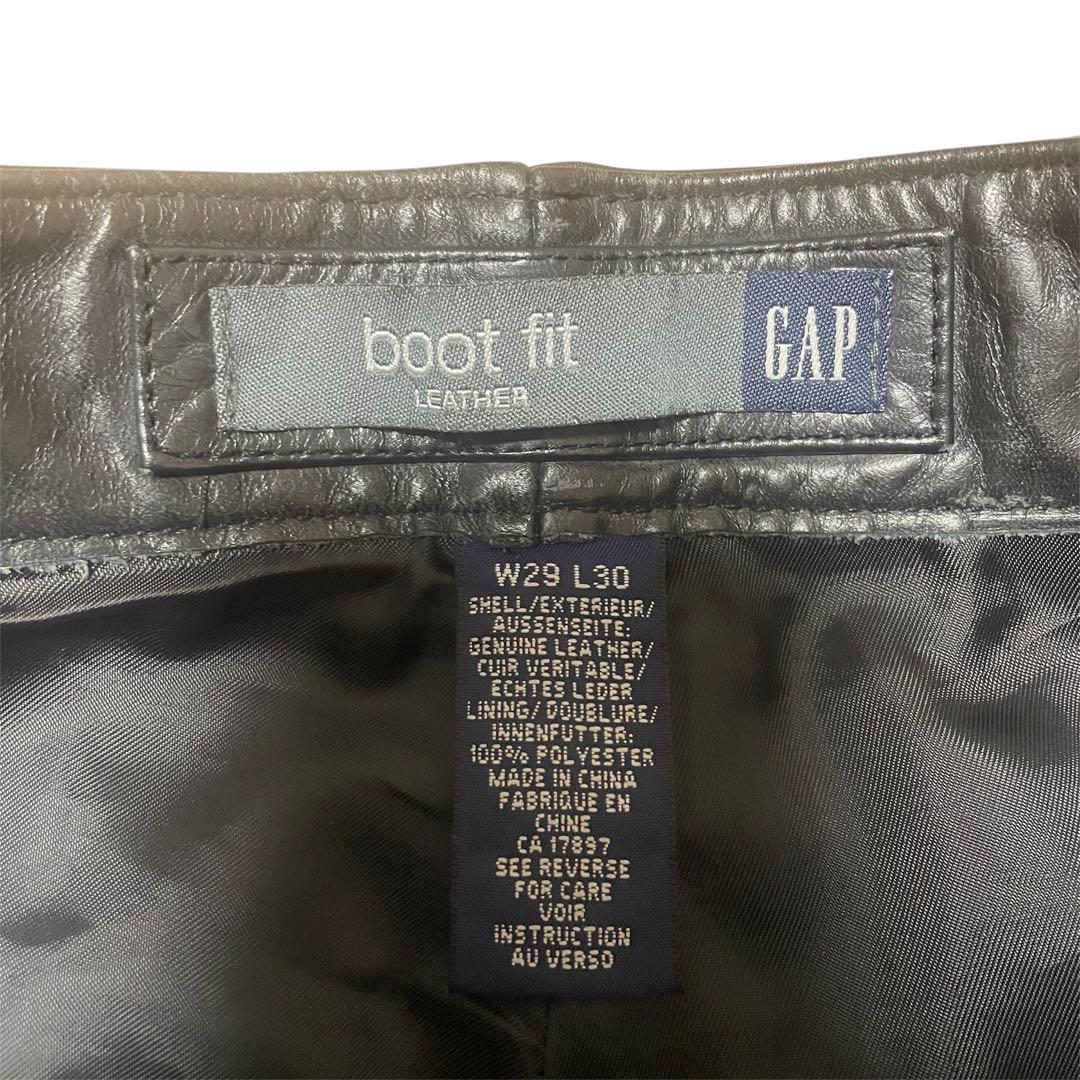 boot fit
LEATHER
GAP
W29 L30
SHELL/EXTERIEUR/
AUSSENSEITE:
GENUINE LEATHER/
CUIR VERITABLE/
ECHTES LEDER
LINING/ DOUBLURE/
INNENFUTTER:
100% POLYESTER
MADE IN CHINA
FABRIQUE EN
CHINE
CA 17897
SEE REVERSE
FOR CARE
VOIR
INSTRUCTION
AU VERSO